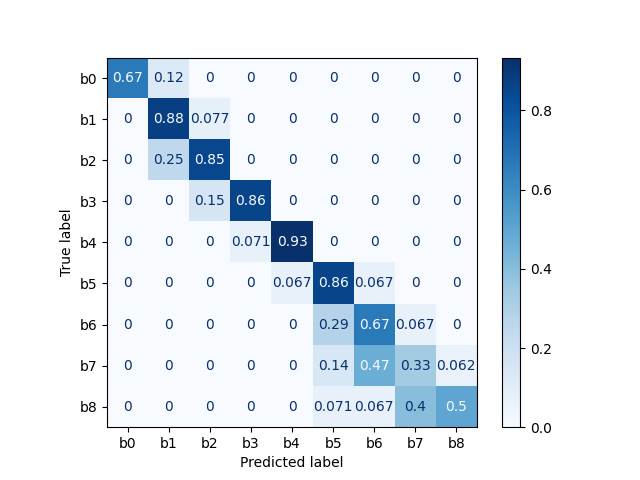 b0 0.67 0.12 0 0 0 0 0 0 0
b1 0 0.88 0.077 0 0 0 0 0 0
b2 0 0.25 0.85 0 0 0 0 0 0
b3 0 0 0.15 0.86 0 0 0 0 0
b4 0 0 0 0.071 0.93 0 0 0 0
b5 0 0 0 0 0.067 0.86 0.067 0 0
b6 0 0 0 0 0 0.29 0.67 0.067 0
b7 0 0 0 0 0 0.14 0.47 0.33 0.062
b8 0 0 0 0 0 0.071 0.067 0.4 0.5
b0 b1 b2 b3 b4 b5 b6 b7 b8
Predicted label
True label
0.8
0.6
0.4
0.2
0.0